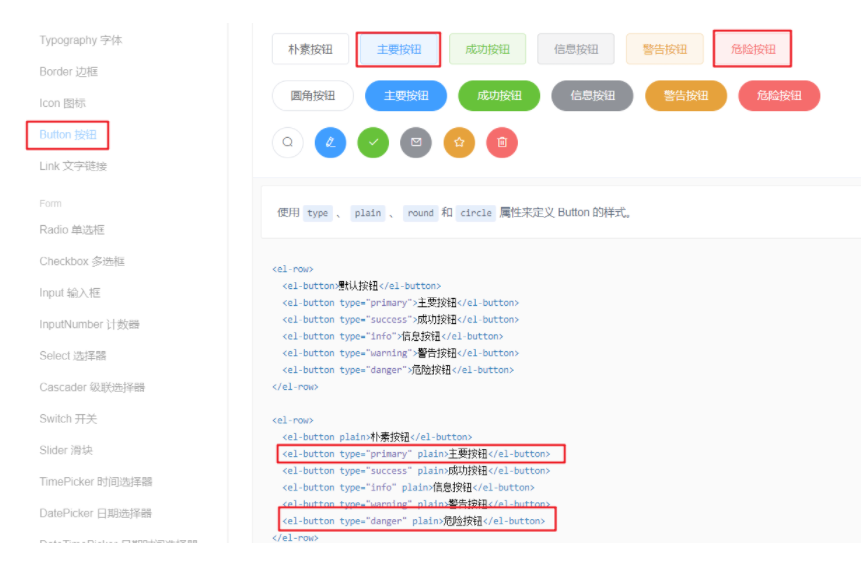 Typography 字体
Border 边框
Icon 图标
Button 按钮
Link 文字链接
Form
Radio 单选框
Checkbox 多选框
Input 输入框
InputNumber 计数器
Select 选择器
Cascader 级联选择器
Switch 开关
Slider 滑块
TimePicker 时间选择器
DatePicker 日期选择器
DateTimePicker 日期时间选择器
朴素按钮 主要按钮 成功按钮 信息按钮 警告按钮 危险按钮
圆角按钮 主要按钮 成功按钮 信息按钮 警告按钮 危险按钮
使用 type 、 plain 、 round 和 circle 属性来定义 Button 的样式。
<el-row>
<el-button>默认按钮</el-button>
<el-button type="primary">主要按钮</el-button>
<el-button type="success">成功按钮</el-button>
<el-button type="info">信息按钮</el-button>
<el-button type="warning">警告按钮</el-button>
<el-button type="danger">危险按钮</el-button>
</el-row>
<el-row>
<el-button plain>朴素按钮</el-button>
<el-button type="primary" plain>主要按钮</el-button>
<el-button type="success" plain>成功按钮</el-button>
<el-button type="info" plain>信息按钮</el-button>
<el-button type="warning" plain>警告按钮</el-button>
<el-button type="danger" plain>危险按钮</el-button>
</el-row>